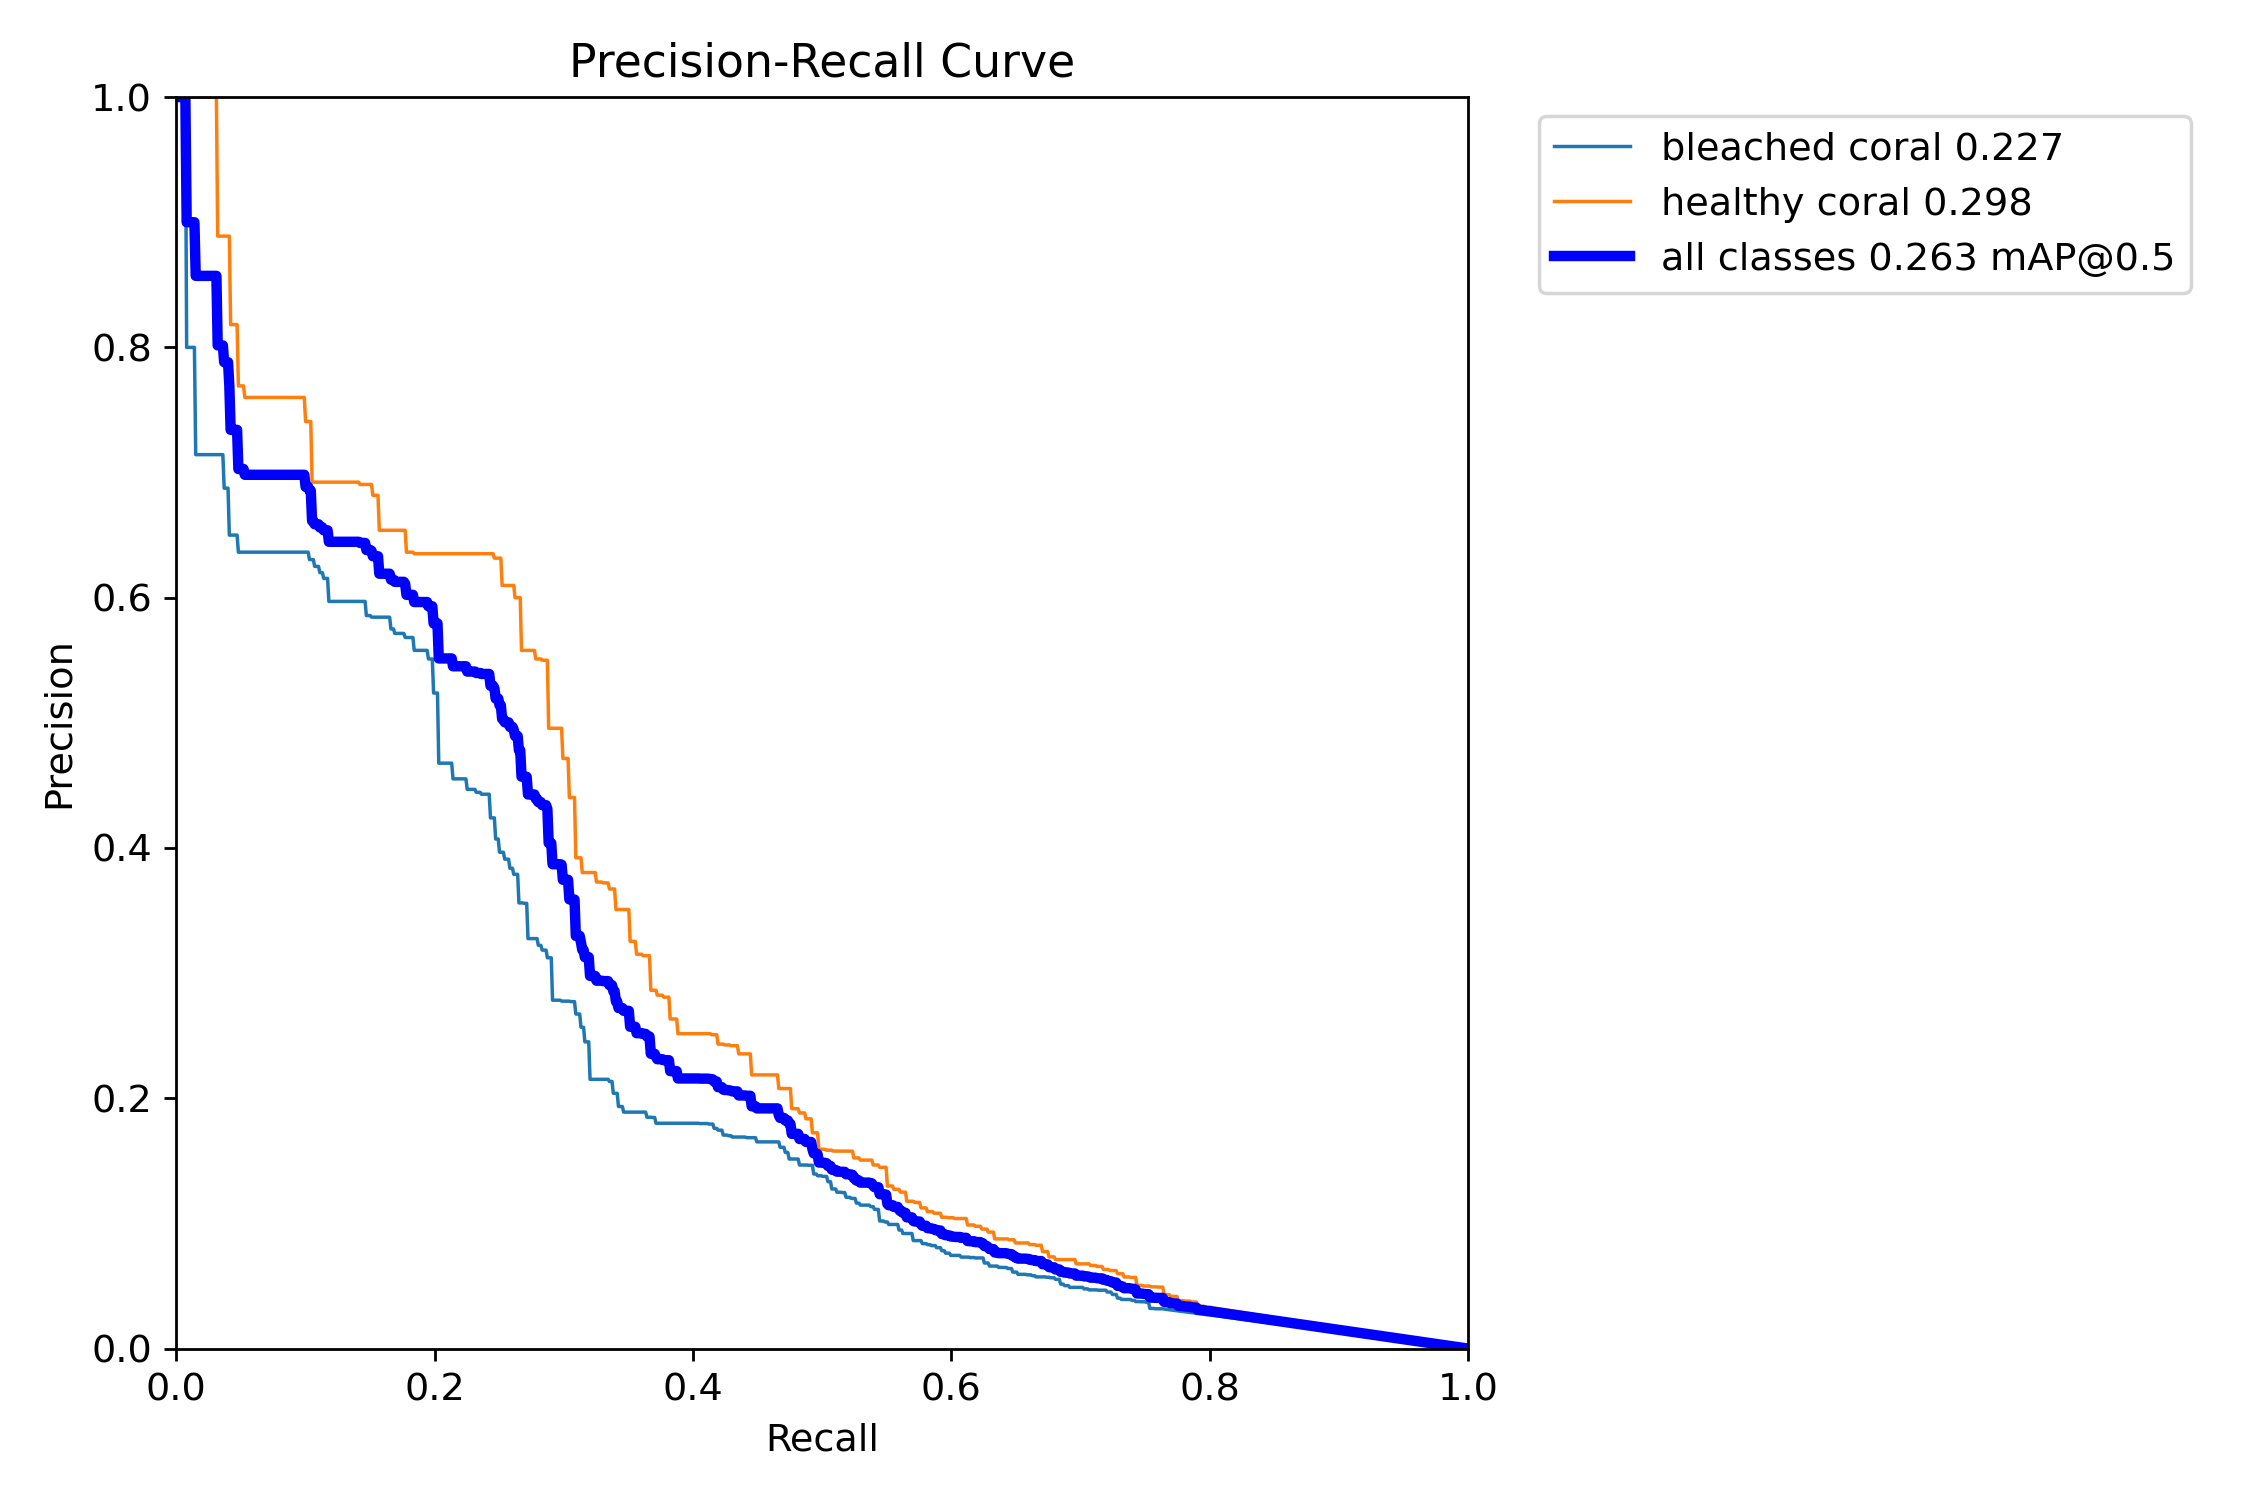 Precision-Recall Curve
bleached coral 0.227
healthy coral 0.298
all classes 0.263 mAP@0.5
Precision
1.0
0.8
0.6
0.4
0.2
0.0
0.0 0.2 0.4 0.6 0.8 1.0
Recall